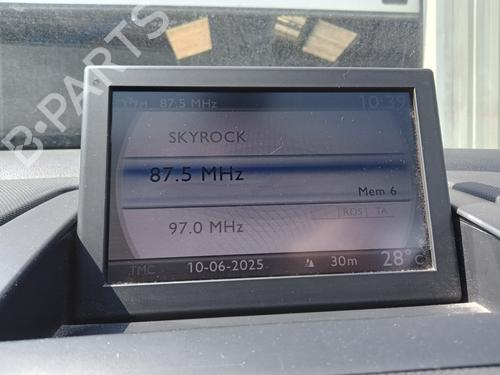 87.5 MHz 10:39
SKYROCK
87.5 MHz
Mem 6
RDS TA
97.0 MHz
TMC 10-06-2025 30m 28°C
B-PARTS